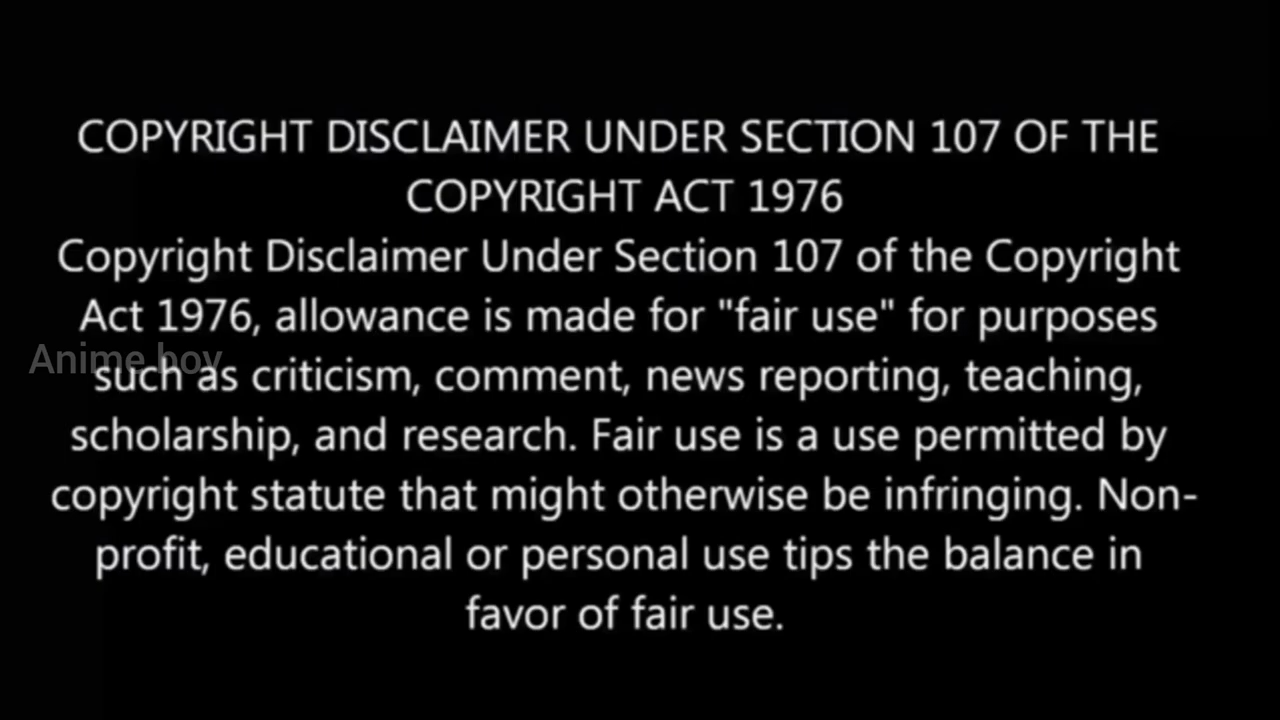 COPYRIGHT DISCLAIMER UNDER SECTION 107 OF THE
COPYRIGHT ACT 1976
Copyright Disclaimer Under Section 107 of the Copyright
Act 1976, allowance is made for "fair use" for purposes
Anime boy
such as criticism, comment, news reporting, teaching,
scholarship, and research. Fair use is a use permitted by
copyright statute that might otherwise be infringing. Non-
profit, educational or personal use tips the balance in
favor of fair use.